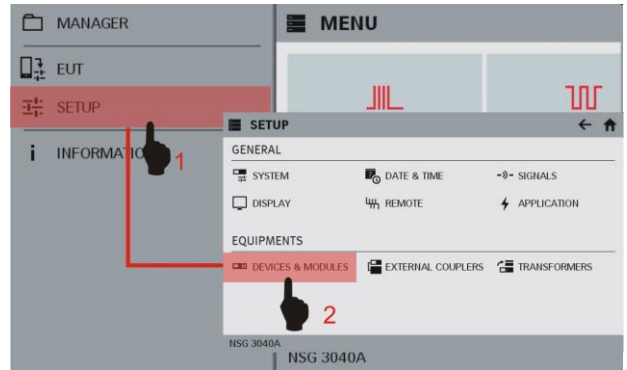 MANAGER
MENU
EUT
SETUP
INFORMATIO
1
SETUP
GENERAL
SYSTEM
DATE & TIME
SIGNALS
DISPLAY
REMOTE
APPLICATION
EQUIPMENTS
DEVICES & MODULES
EXTERNAL COUPLERS
TRANSFORMERS
2
NSG 3040A
NSG 3040A